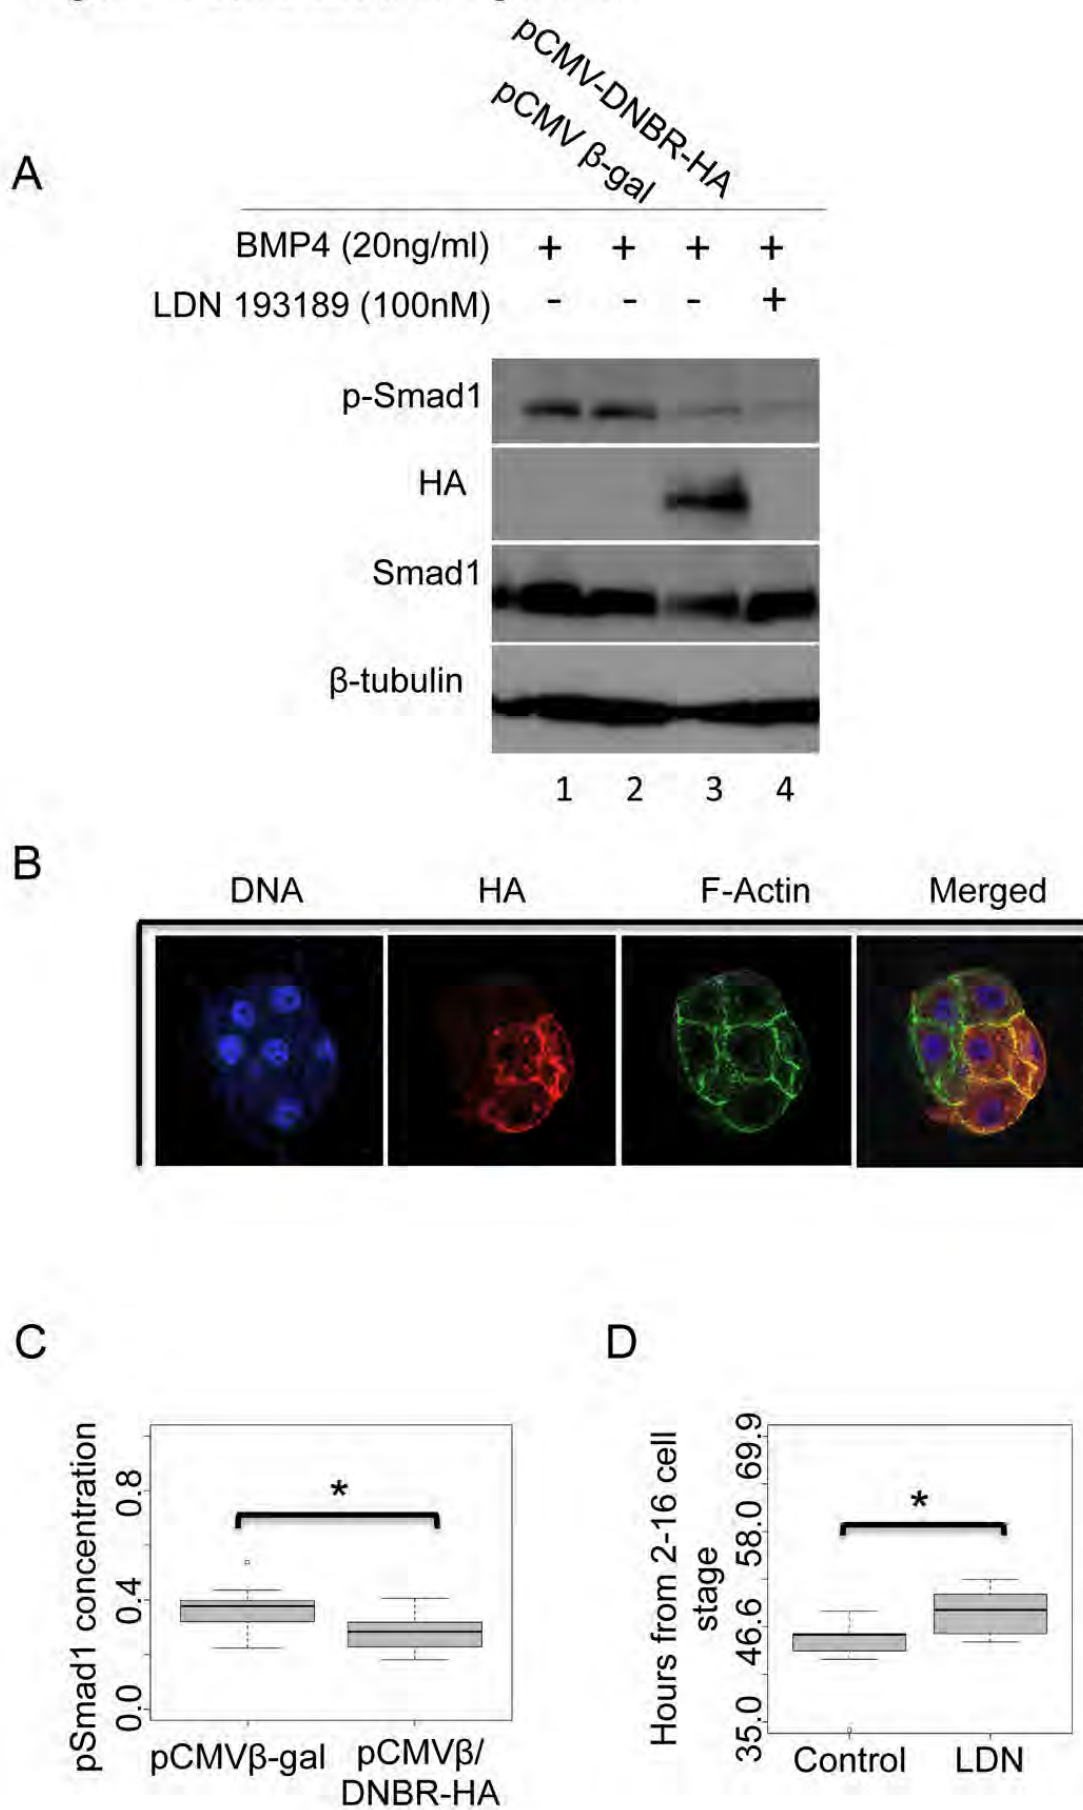 pCMV-DNBR-HA
pCMV β-gal
A
BMP4 (20ng/ml) + + + +
LDN 193189 (100nM) - - - +
p-Smad1
HA
Smad1
β-tubulin
1 2 3 4
B
DNA HA F-Actin Merged
C
D
pSmad1 concentration
0.8
0.4
0.0
*
pCMVβ-gal pCMVβ/
DNBR-HA
Hours from 2-16 cell
stage
69.9
58.0
46.6
35.0
*
Control LDN